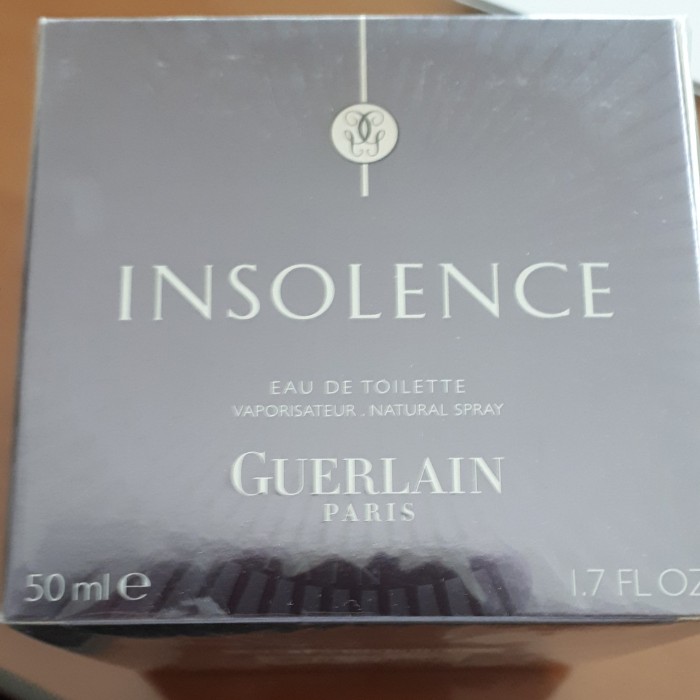 INSOLENCE
EAU DE TOILETTE
VAPORISATEUR . NATURAL SPRAY
GUERLAIN
PARIS
50 ml e 1.7 FL OZ